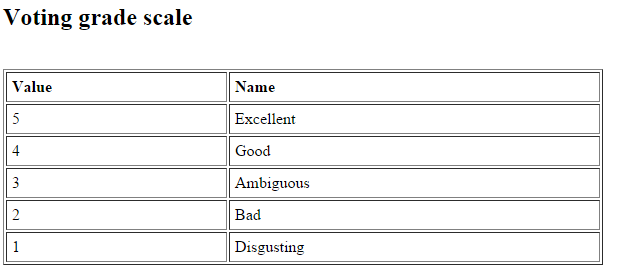 Voting grade scale
Value Name
5 Excellent
4 Good
3 Ambiguous
2 Bad
1 Disgusting